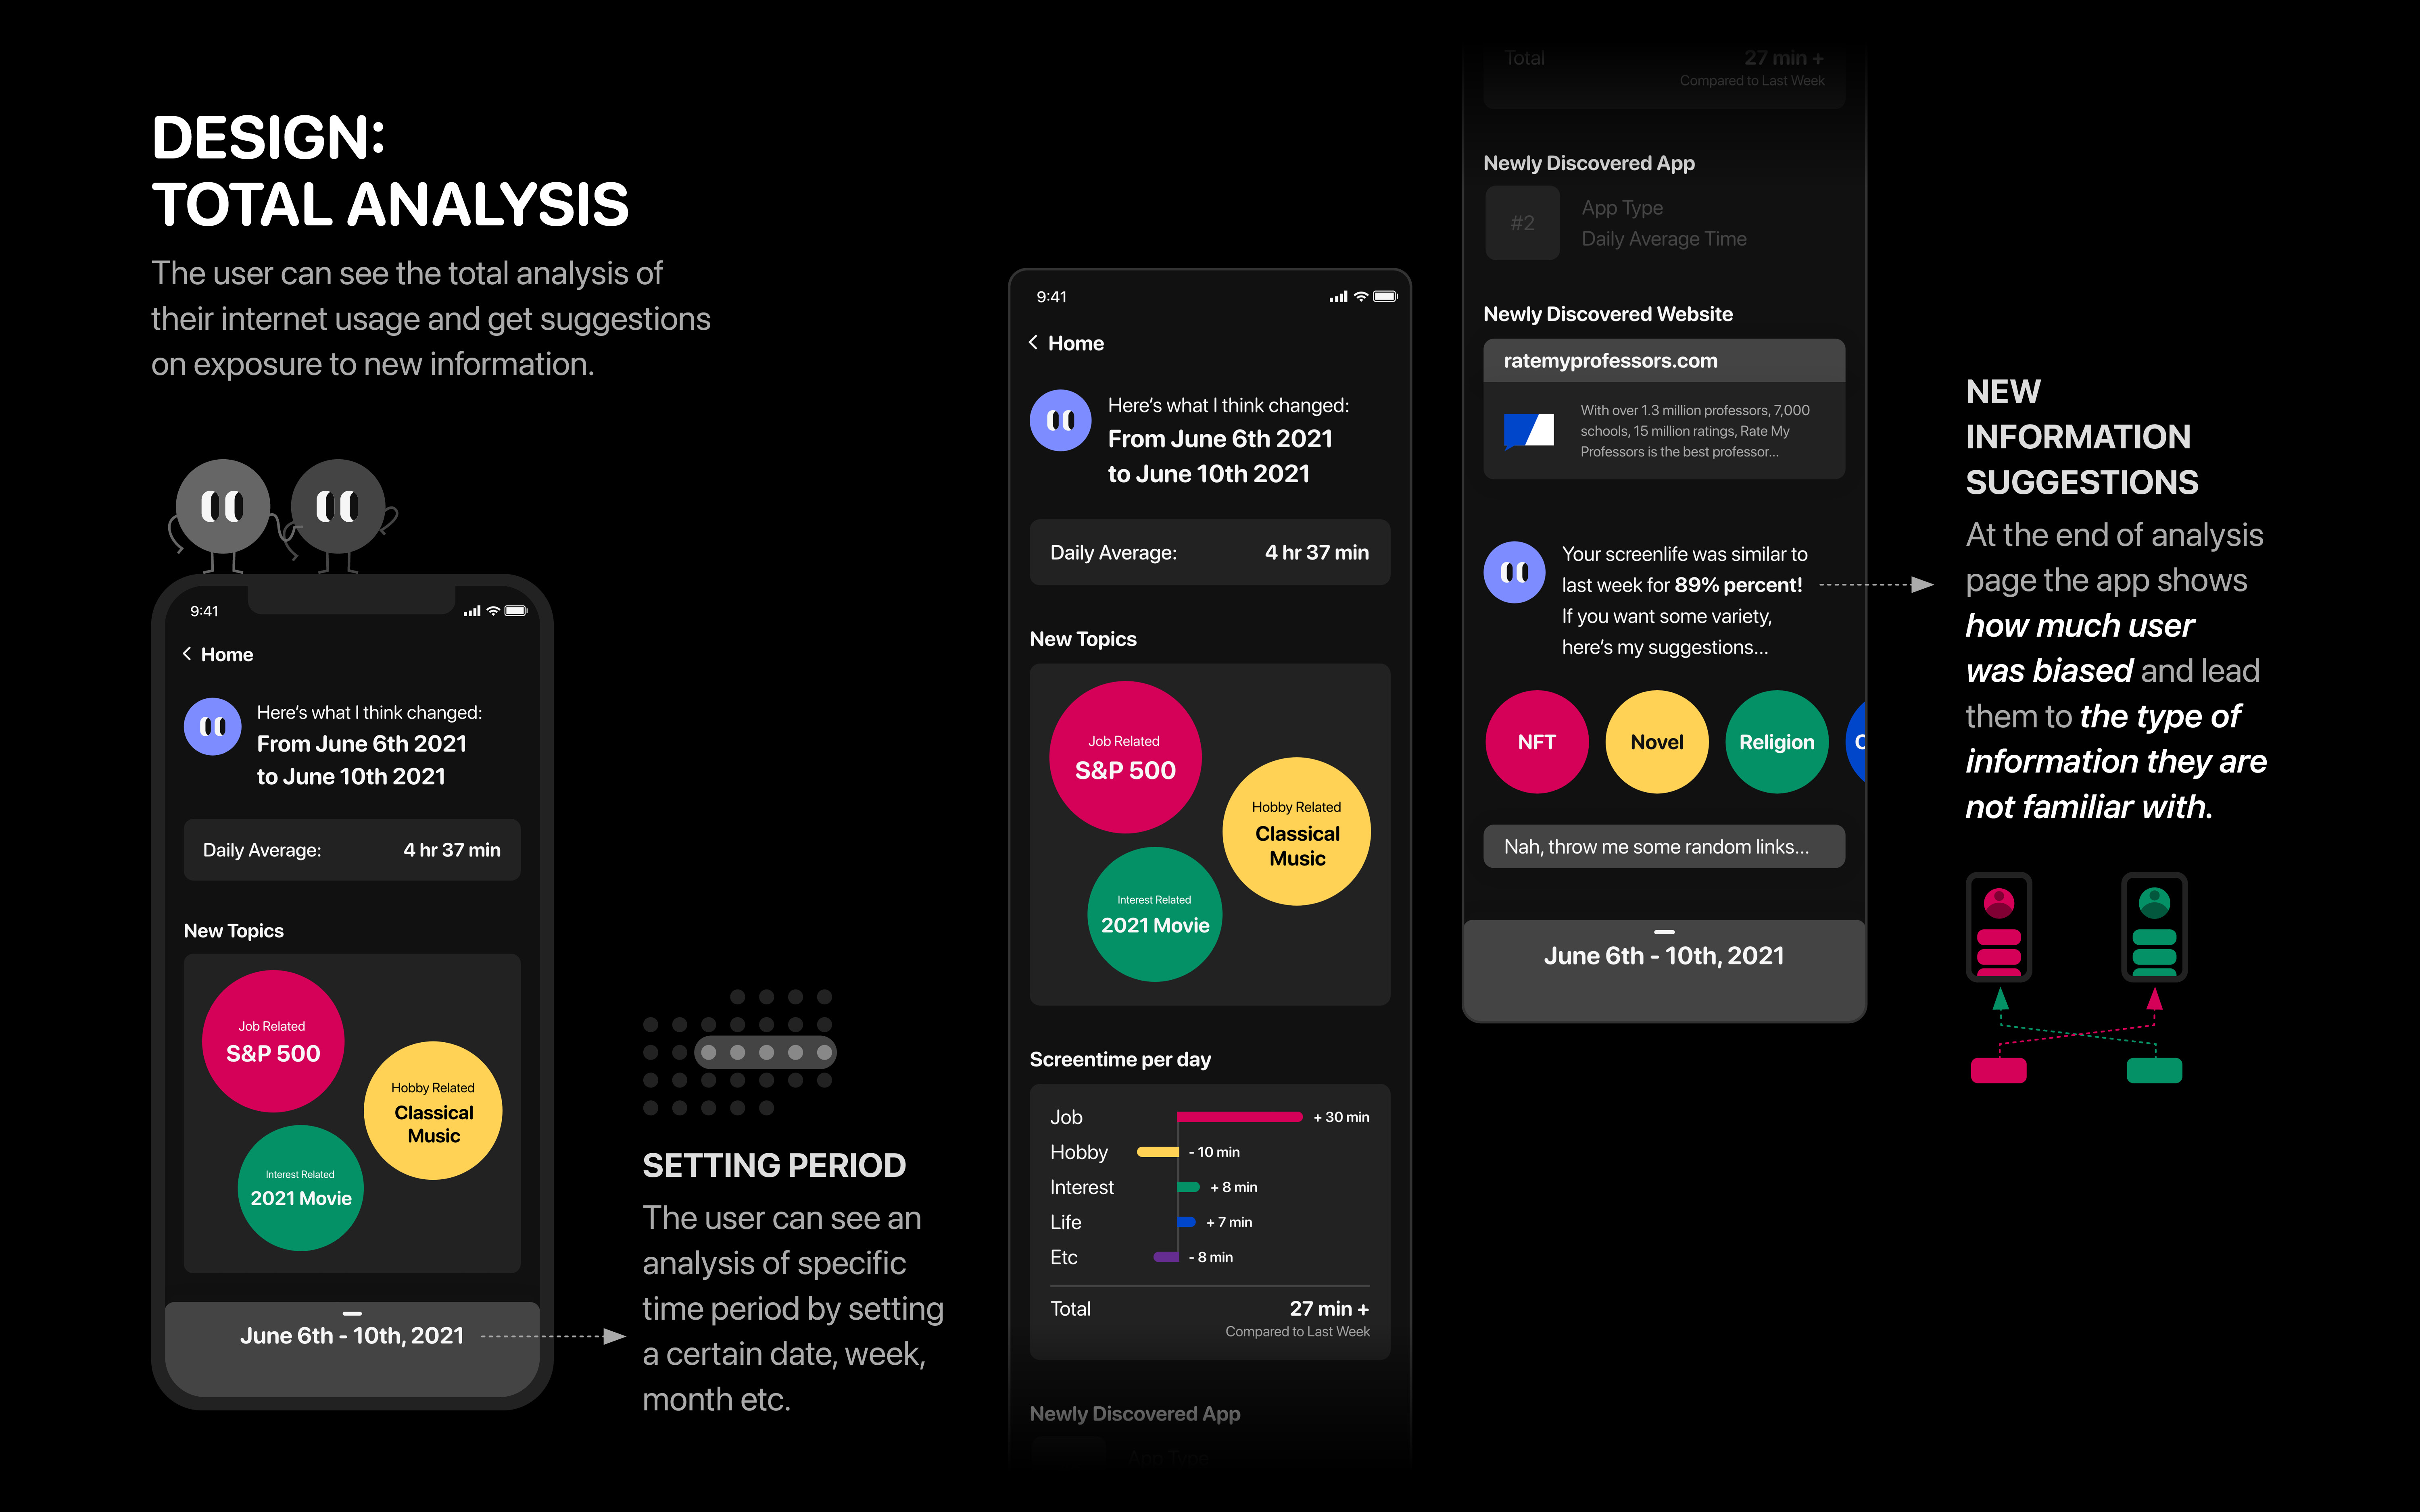 DESIGN:
TOTAL ANALYSIS
The user can see the total analysis of
their internet usage and get suggestions
on exposure to new information.
9:41
Home
Here's what I think changed:
From June 6th 2021
to June 10th 2021
Daily Average: 4 hr 37 min
New Topics
Job Related
S&P 500
Hobby Related
Classical
Music
Interest Related
2021 Movie
June 6th - 10th, 2021
SETTING PERIOD
The user can see an
analysis of specific
time period by setting
a certain date, week,
month etc.
9:41
Home
Here's what I think changed:
From June 6th 2021
to June 10th 2021
Daily Average: 4 hr 37 min
New Topics
Job Related
S&P 500
Hobby Related
Classical
Music
Interest Related
2021 Movie
Screentime per day
Job + 30 min
Hobby - 10 min
Interest + 8 min
Life + 7 min
Etc - 8 min
Total 27 min +
Compared to Last Week
Newly Discovered App
App Type
Total 27 min +
Compared to Last Week
Newly Discovered App
#2
App Type
Daily Average Time
Newly Discovered Website
ratemyprofessors.com
With over 1.3 million professors, 7,000
schools, 15 million ratings, Rate My
Professors is the best professor...
Your screenlife was similar to
last week for 89% percent!
If you want some variety,
here's my suggestions...
NFT
Novel
Religion
Nah, throw me some random links...
June 6th - 10th, 2021
NEW
INFORMATION
SUGGESTIONS
At the end of analysis
page the app shows
how much user
was biased and lead
them to the type of
information they are
not familiar with.